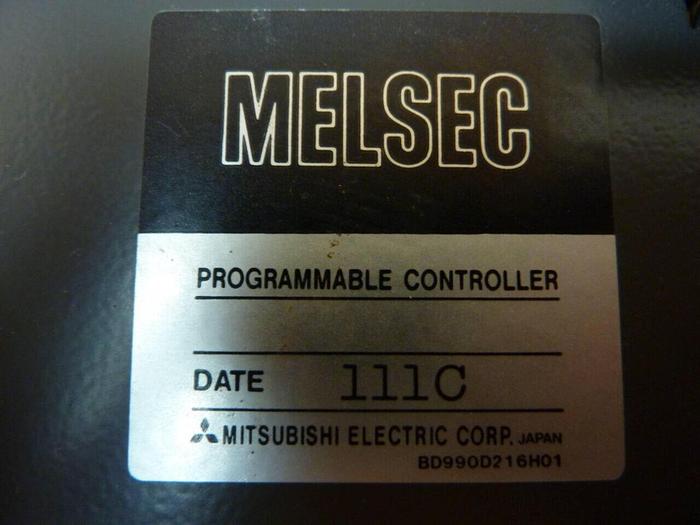 MELSEC
PROGRAMMABLE CONTROLLER
DATE 111C
MITSUBISHI ELECTRIC CORP. JAPAN
BD990D216H01